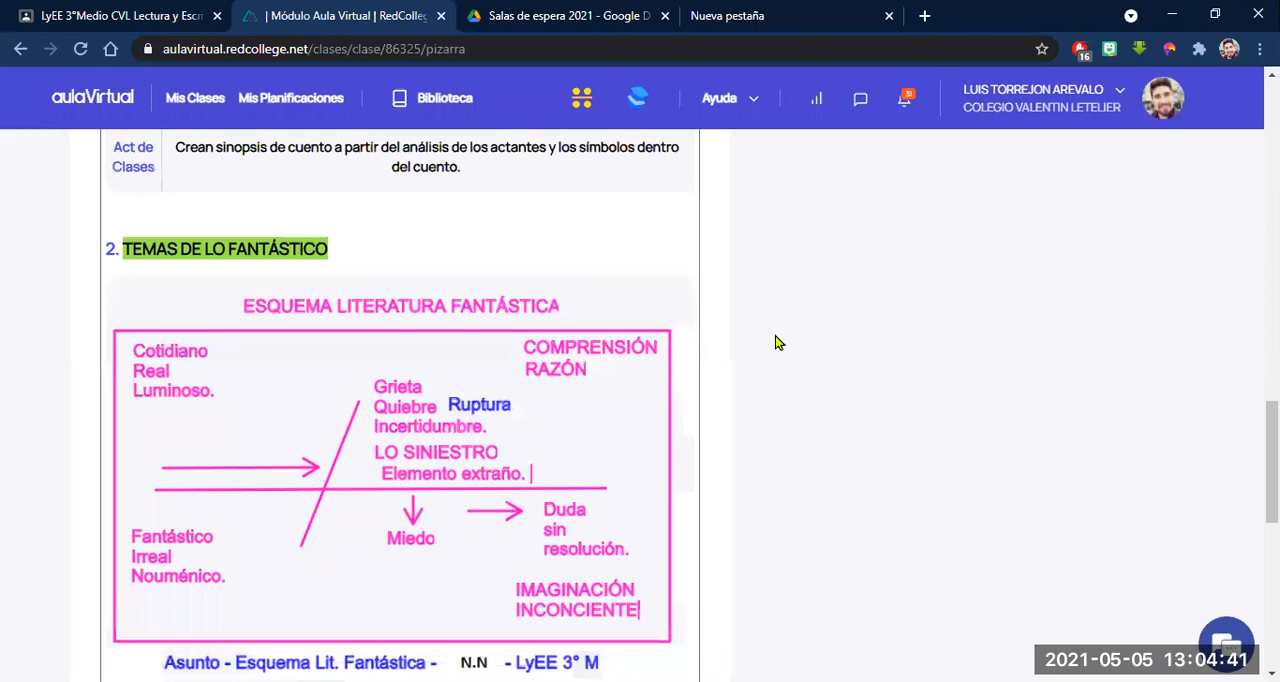 LyEE 3°Medio CVL Lectura y Escr
| Módulo Aula Virtual | RedColleg
Salas de espera 2021 - Google D
Nueva pestaña
aulavirtual.redcollege.net/clases/clase/86325/pizarra
16
aulaVirtual
Mis Clases
Mis Planificaciones
Biblioteca
Ayuda
31
LUIS TORREJON AREVALO
COLEGIO VALENTIN LETELIER
Act de
Clases
Crean sinopsis de cuento a partir del análisis de los actantes y los símbolos dentro
del cuento.
2. TEMAS DE LO FANTÁSTICO
ESQUEMA LITERATURA FANTÁSTICA
Cotidiano
Real
Luminoso.
COMPRENSIÓN
RAZÓN
Grieta
Quiebre Ruptura
Incertidumbre.
LO SINIESTRO
Elemento extraño.
Miedo
Duda
sin
resolución.
Fantástico
Irreal
Nouménico.
IMAGINACIÓN
INCONCIENTE
Asunto - Esquema Lit. Fantástica - N.N - LyEE 3° M
2021-05-05 13:04:41